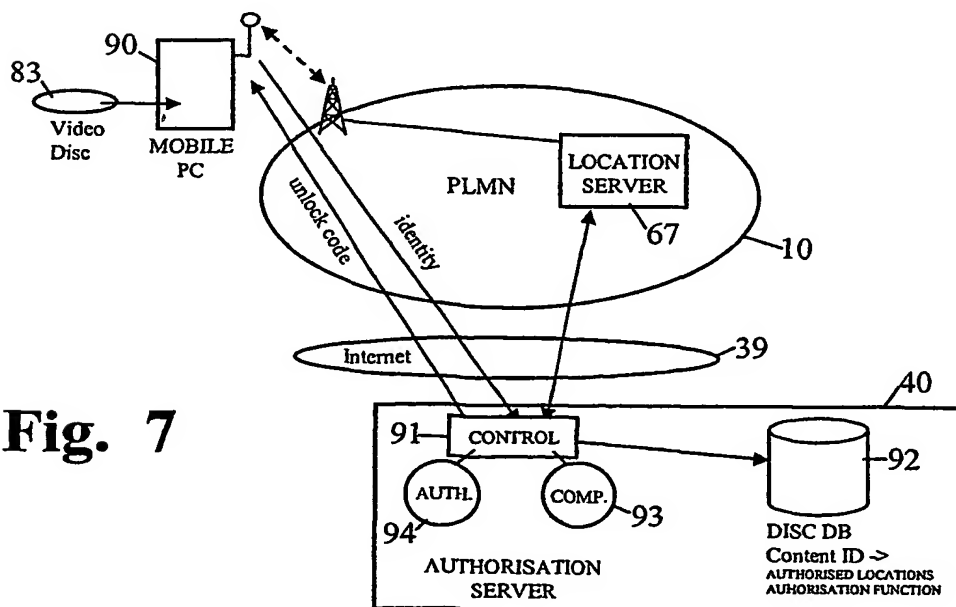 90
83
Video
Disc
MOBILE
PC
PLMN
LOCATION
SERVER
67
10
unlock code
identity
Internet
39
40
Fig. 7
91
CONTROL
92
AUTH.
COMP.
94
93
DISC DB
Content ID ->
AUTHORISED LOCATIONS
AUHORISATION FUNCTION
AUTHORISATION
SERVER